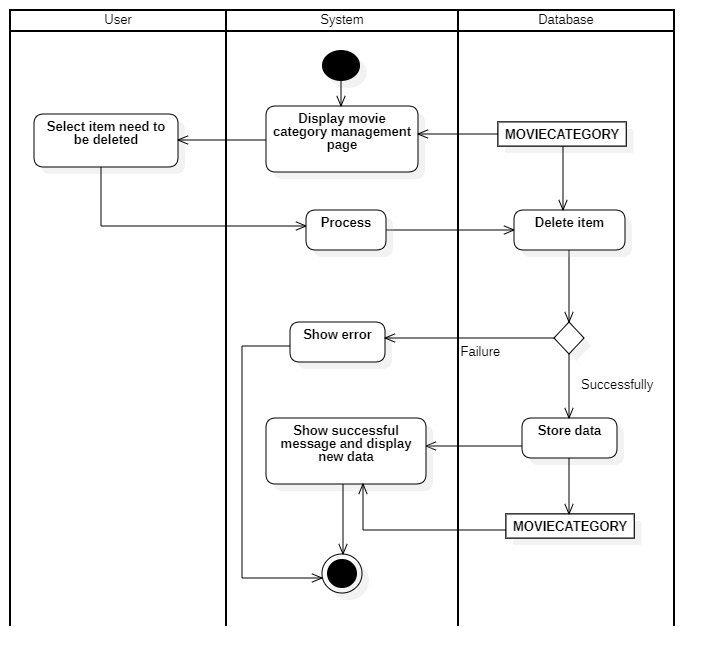 User
System
Database
Display movie
category management
page
MOVIECATEGORY
Select item need to
be deleted
Process
Delete item
Show error
Failure
Successfully
Show successful
message and display
new data
Store data
MOVIECATEGORY